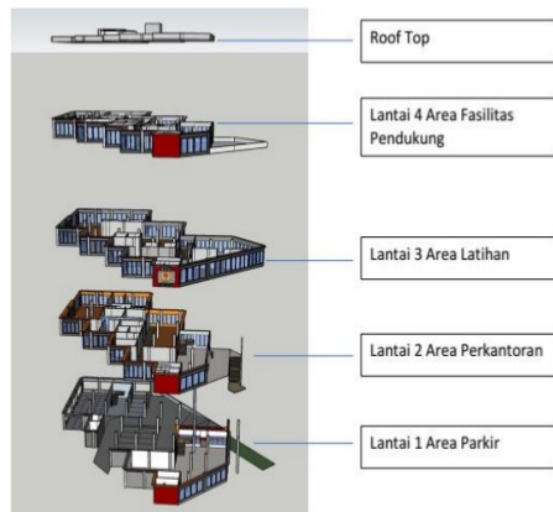 Roof Top
Lantai 4 Area Fasilitas
Pendukung
Lantai 3 Area Latihan
Lantai 2 Area Perkantoran
Lantai 1 Area Parkir